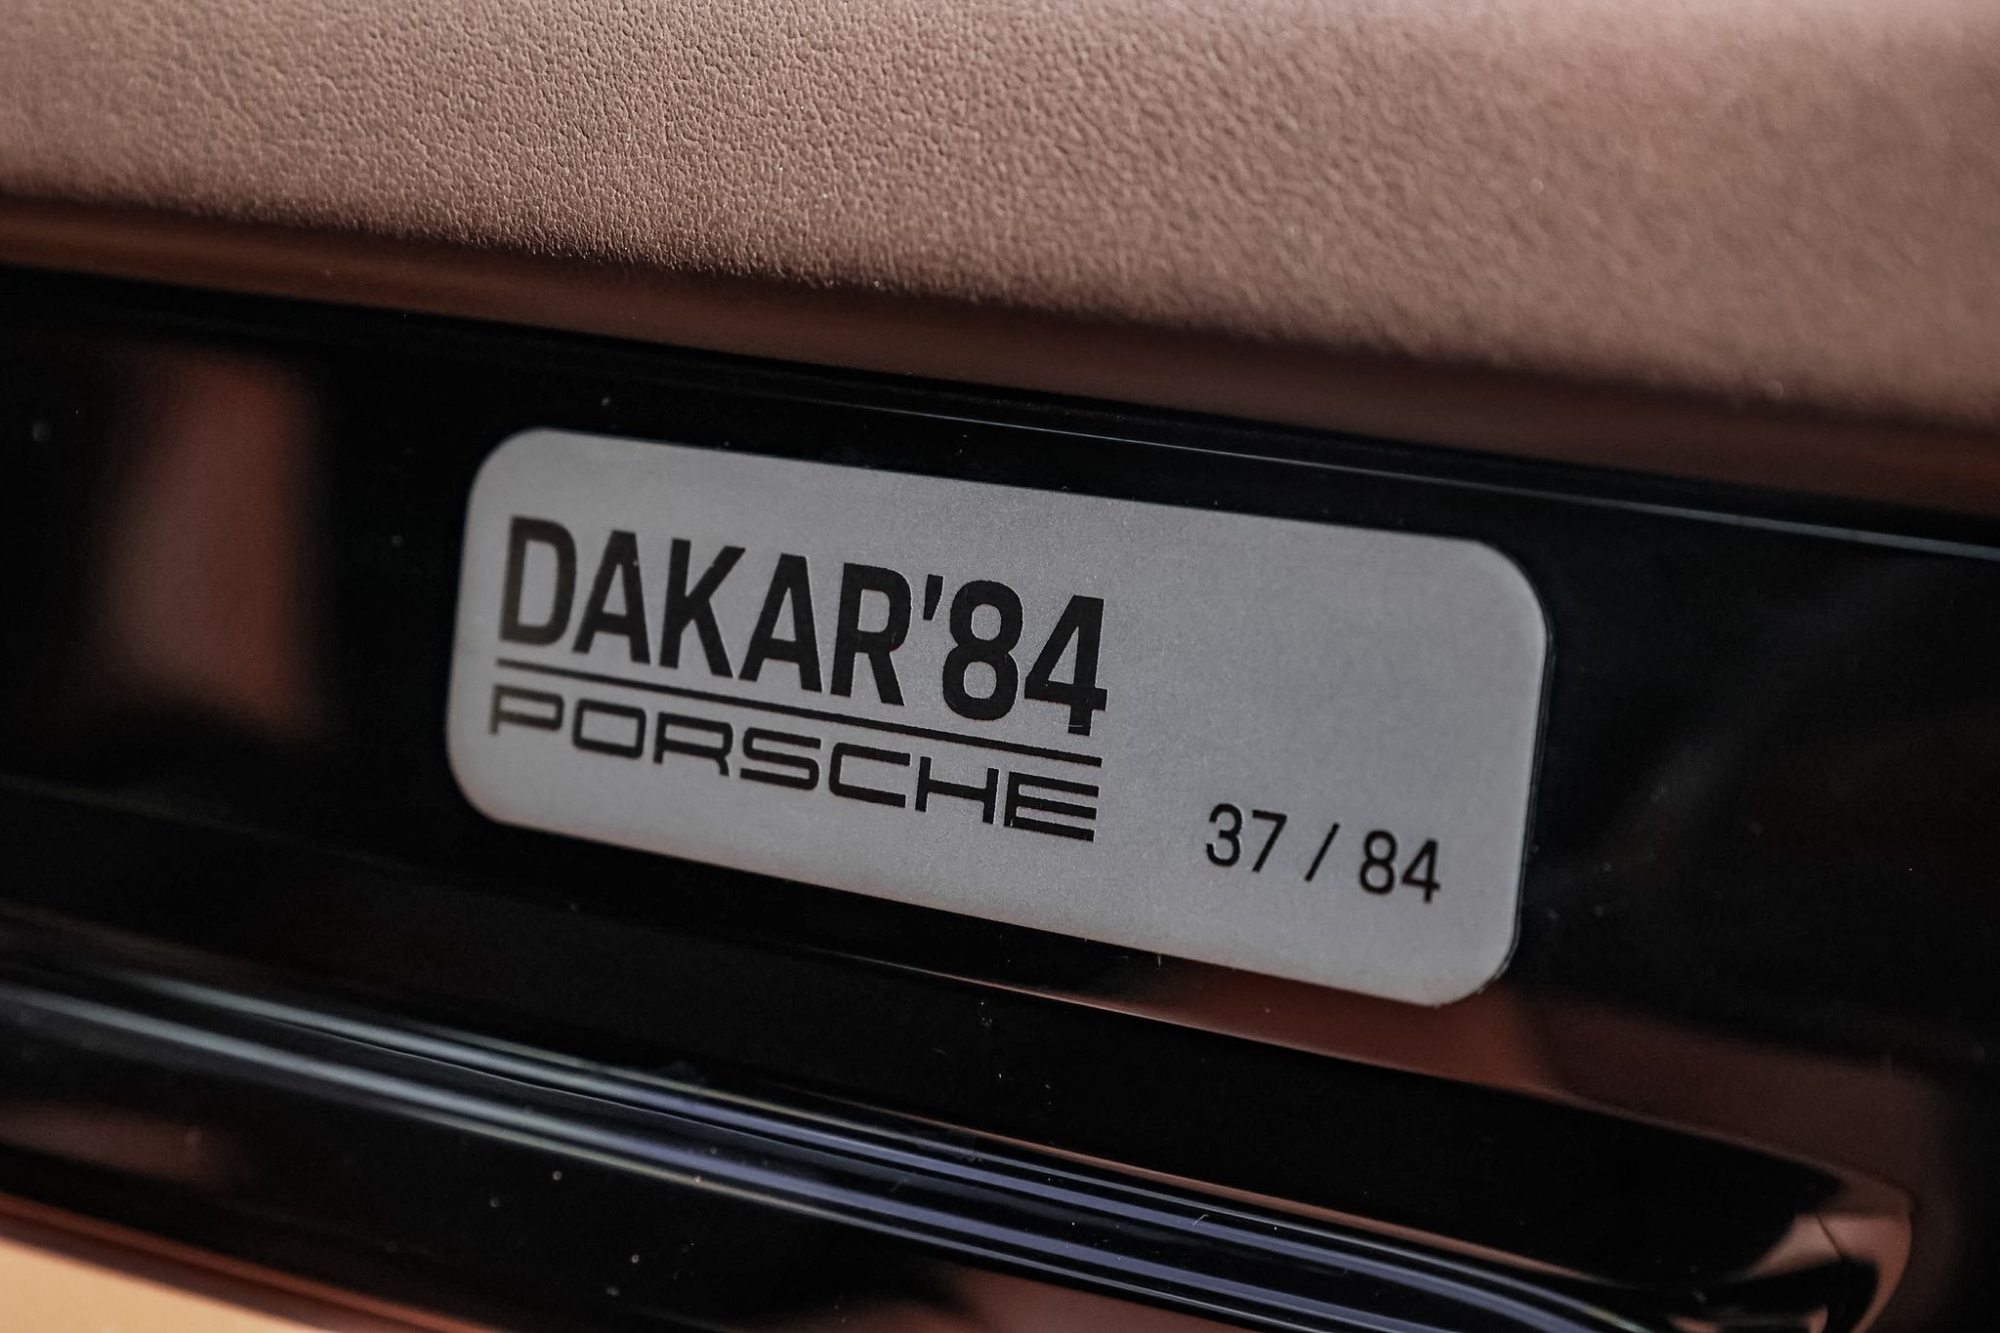 DAKAR'84
PORSCHE
37 / 84